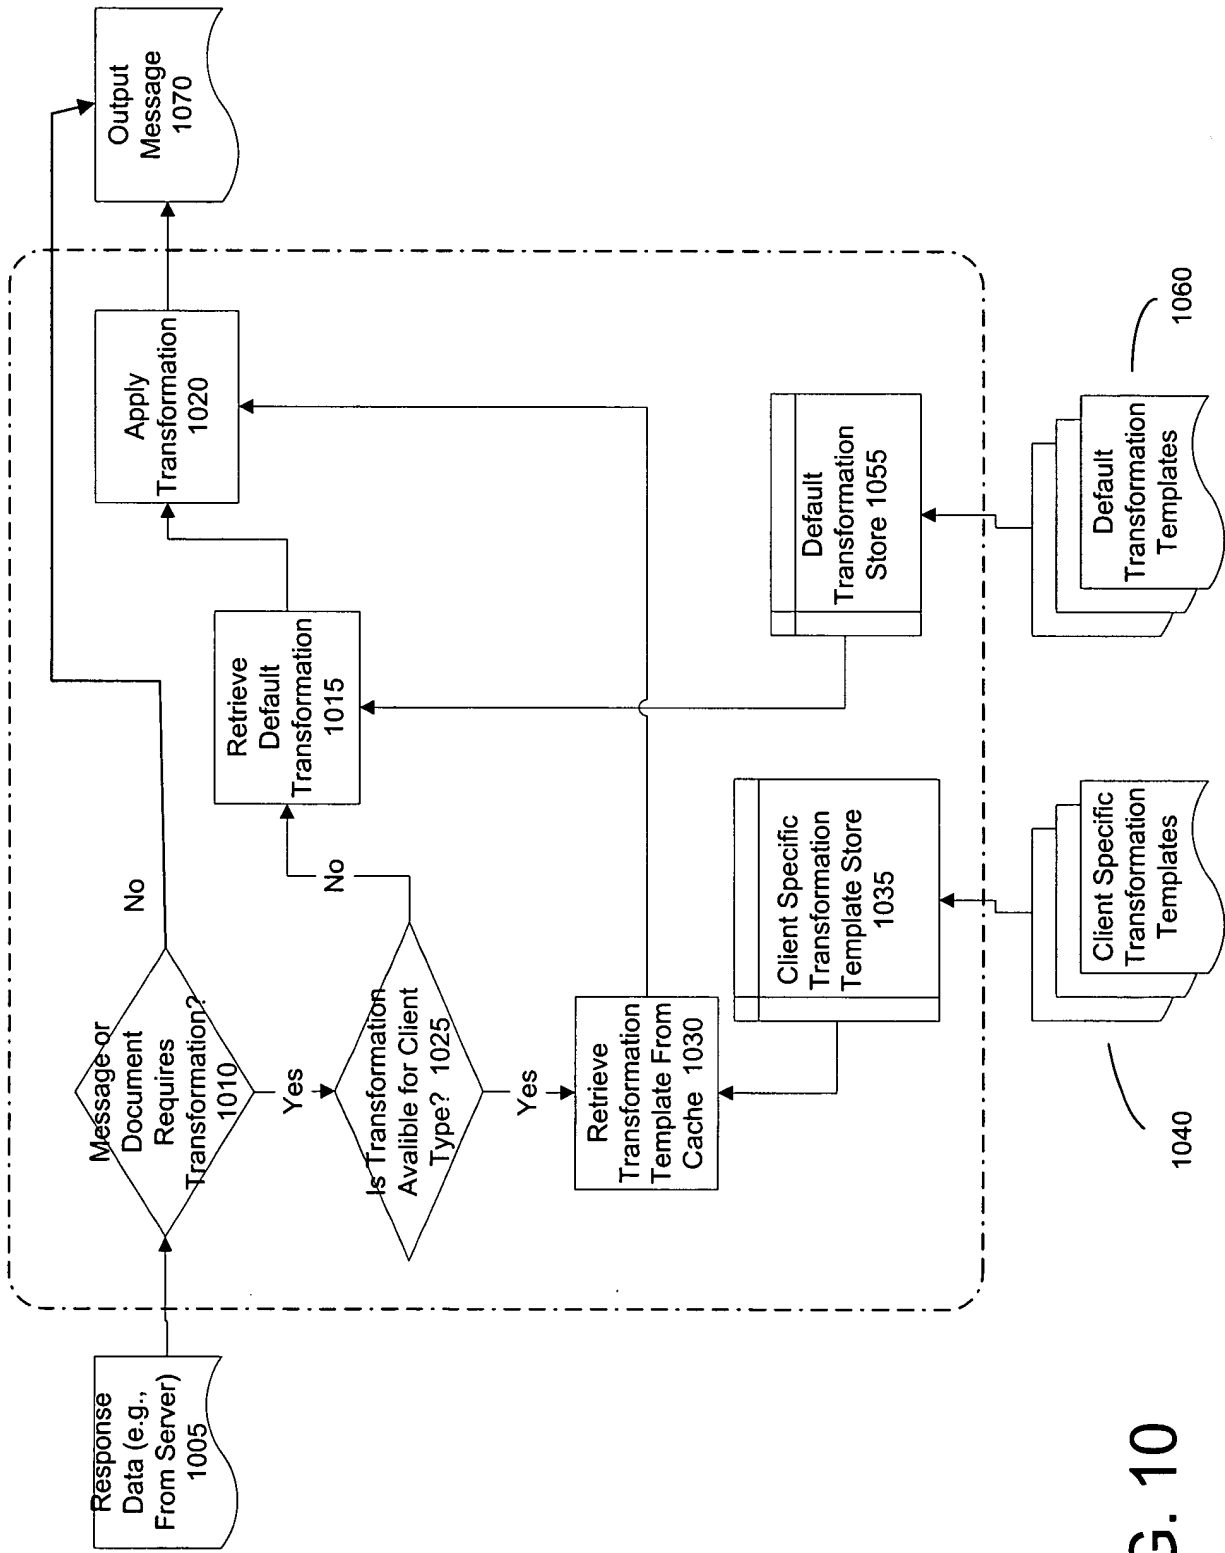 Response
Data (e.g.,
From Server)
1005
Message or
Document
Requires
Transformation?
1010
No
Yes
Is Transformation
Avalible for Client
Type? 1025
No
Yes
Retrieve
Default
Transformation
1015
Apply
Transformation
1020
Output
Message
1070
Retrieve
Transformation
Template From
Cache 1030
Client Specific
Transformation
Template Store
1035
Default
Transformation
Store 1055
Client Specific
Transformation
Templates
1040
Default
Transformation
Templates
1060
G. 10